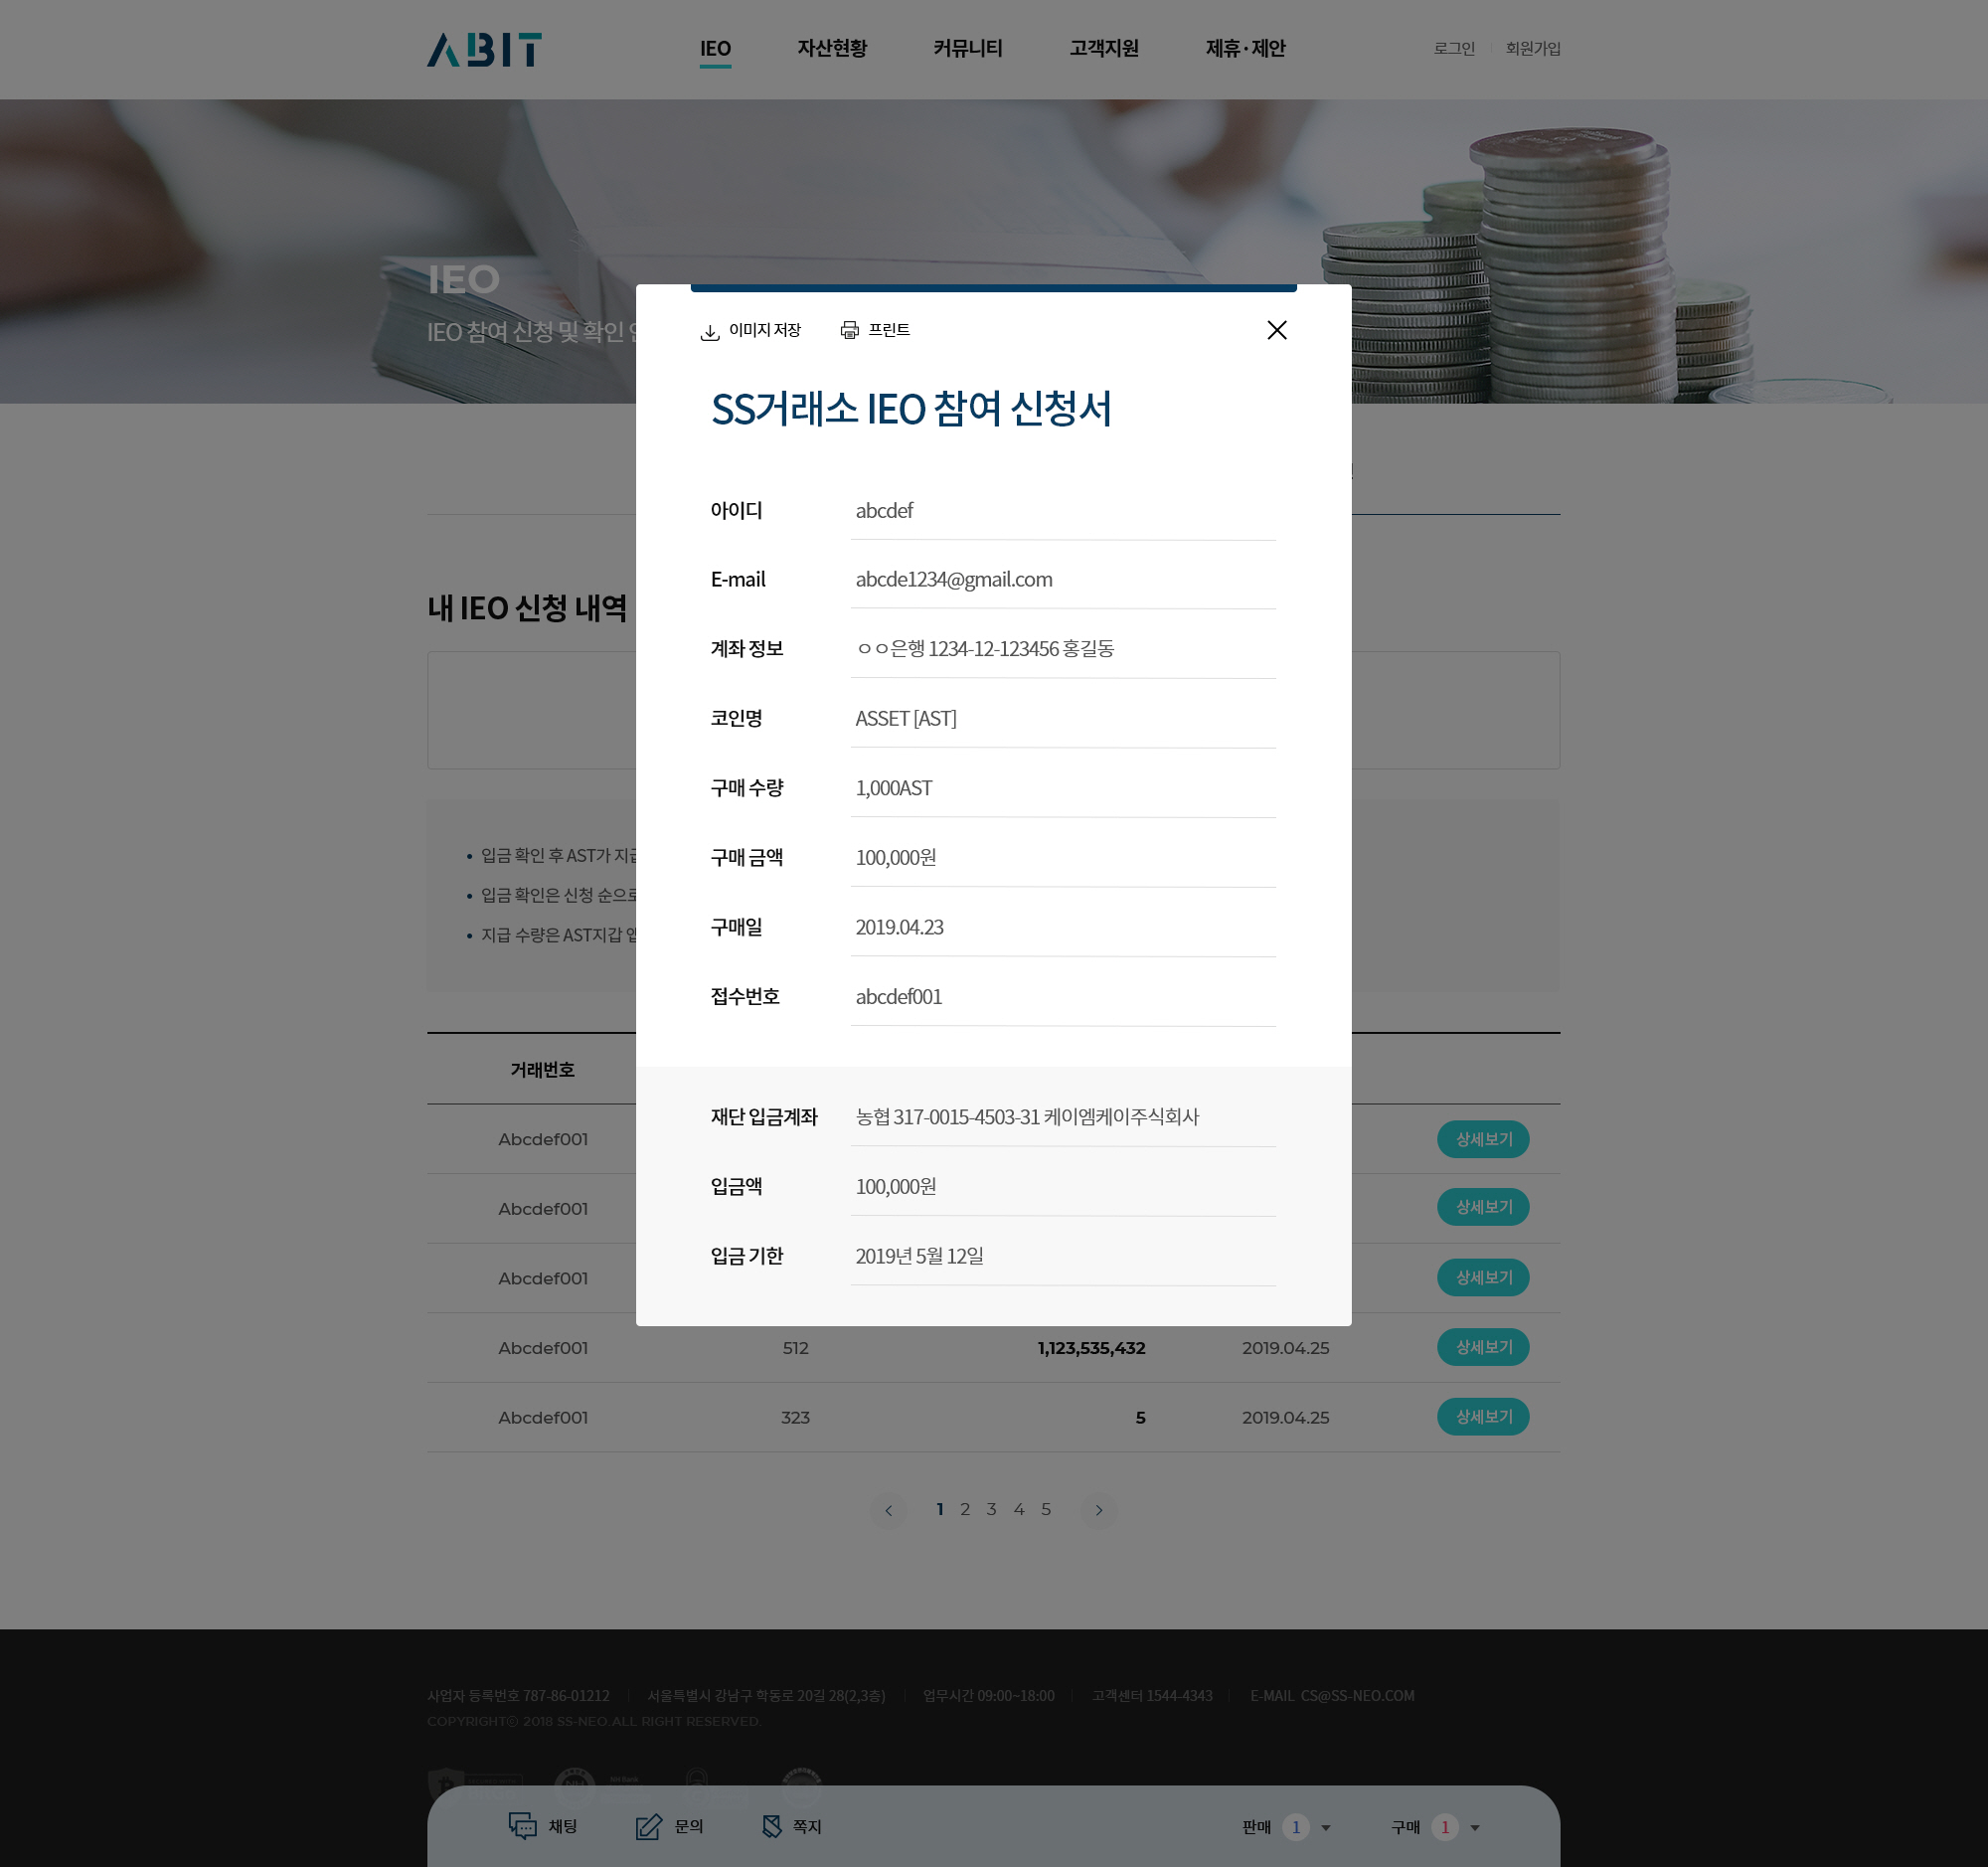 ABIT
IEO 자산현황 커뮤니티 고객지원 제휴·제안 로그인 회원가입
IEO
IEO 참여 신청 및 확인
이미지 저장 프린트
SS거래소 IEO 참여 신청서
아이디 abcdef
E-mail abcde1234@gmail.com
계좌 정보 ㅇㅇ은행 1234-12-123456 홍길동
코인명 ASSET [AST]
구매 수량 1,000AST
구매 금액 100,000원
구매일 2019.04.23
접수번호 abcdef001
재단 입금계좌 농협 317-0015-4503-31 케이엠케이주식회사
입금액 100,000원
입금 기한 2019년 5월 12일
내 IEO 신청 내역
• 입금 확인 후 AST가
• 입금 확인은 신청 순으로
• 지급 수량은 AST지갑
거래번호
Abcdef001 상세보기
Abcdef001 상세보기
Abcdef001 상세보기
Abcdef001 512 1,123,535,432 2019.04.25 상세보기
Abcdef001 323 5 2019.04.25 상세보기
1 2 3 4 5
사업자 등록번호 787-86-01212 서울특별시 강남구 학동로 20길 28(2,3층) 업무시간 09:00~18:00 고객센터 1544-4343 E-MAIL CS@SS-NEO.COM
COPYRIGHT© 2018 SS-NEO ALL RIGHT RESERVED.
NH Bank
채팅 문의 쪽지 판매 1 구매 1